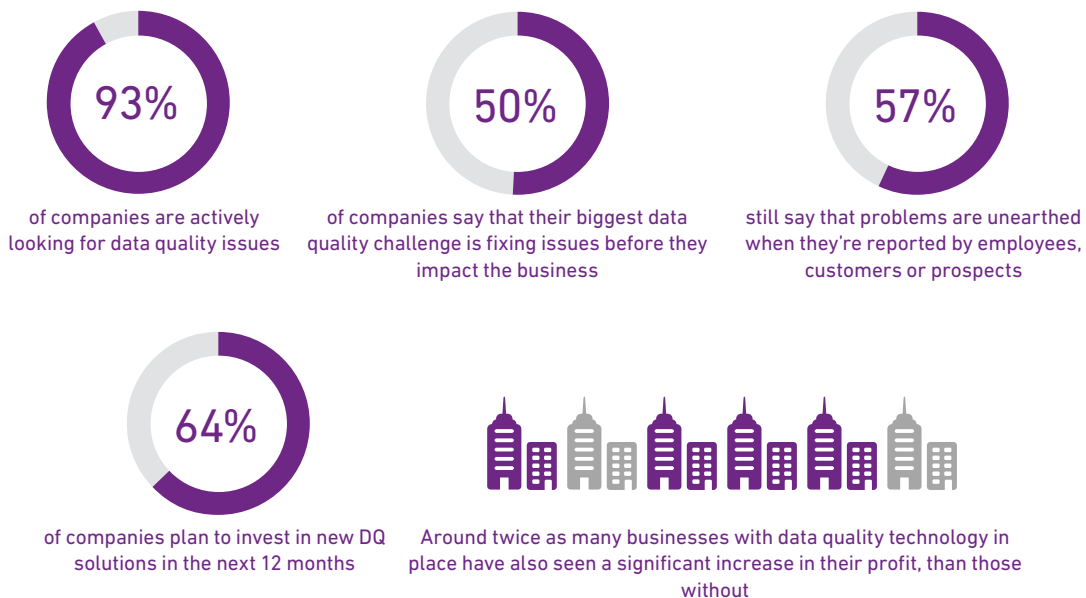 93%
of companies are actively
looking for data quality issues
50%
of companies say that their biggest data
quality challenge is fixing issues before they
impact the business
57%
still say that problems are unearthed
when they're reported by employees,
customers or prospects
64%
of companies plan to invest in new DQ
solutions in the next 12 months
Around twice as many businesses with data quality technology in
place have also seen a significant increase in their profit, than those
without